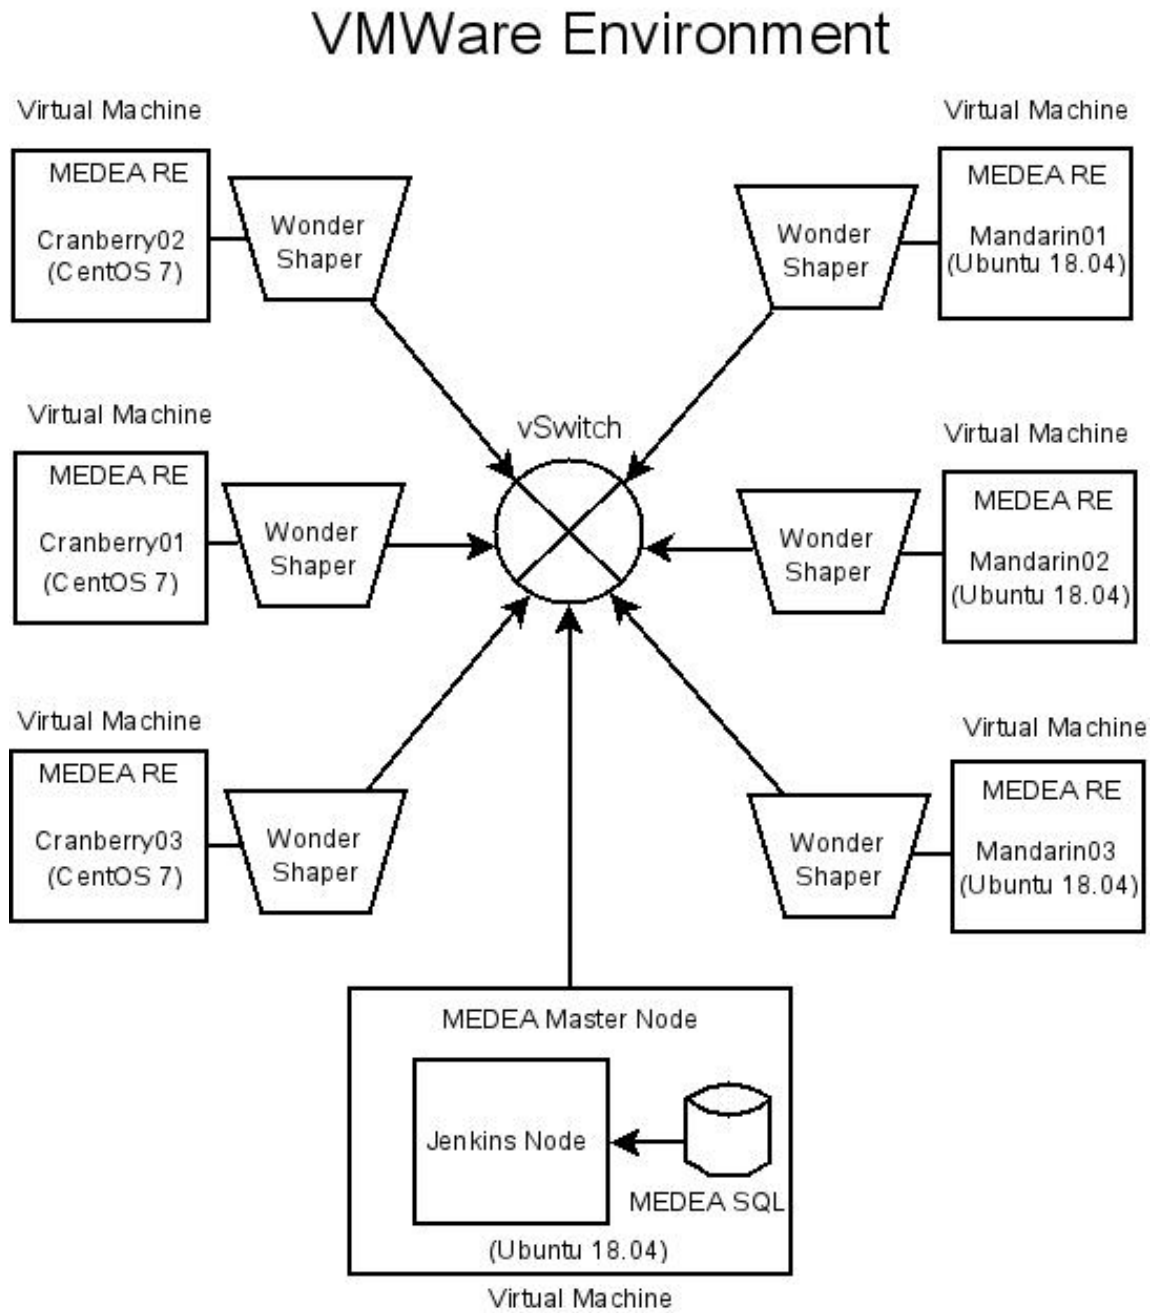 VMWare Environment
Virtual Machine
MEDEA RE
Cranberry02
(CentOS 7)
Wonder
Shaper
Virtual Machine
MEDEA RE
Mandarin01
(Ubuntu 18.04)
Wonder
Shaper
vSwitch
Virtual Machine
MEDEA RE
Cranberry01
(CentOS 7)
Wonder
Shaper
Virtual Machine
MEDEA RE
Mandarin02
(Ubuntu 18.04)
Wonder
Shaper
Virtual Machine
MEDEA RE
Cranberry03
(CentOS 7)
Wonder
Shaper
Virtual Machine
MEDEA RE
Mandarin03
(Ubuntu 18.04)
Wonder
Shaper
MEDEA Master Node
Jenkins Node
MEDEA SQL
(Ubuntu 18.04)
Virtual Machine